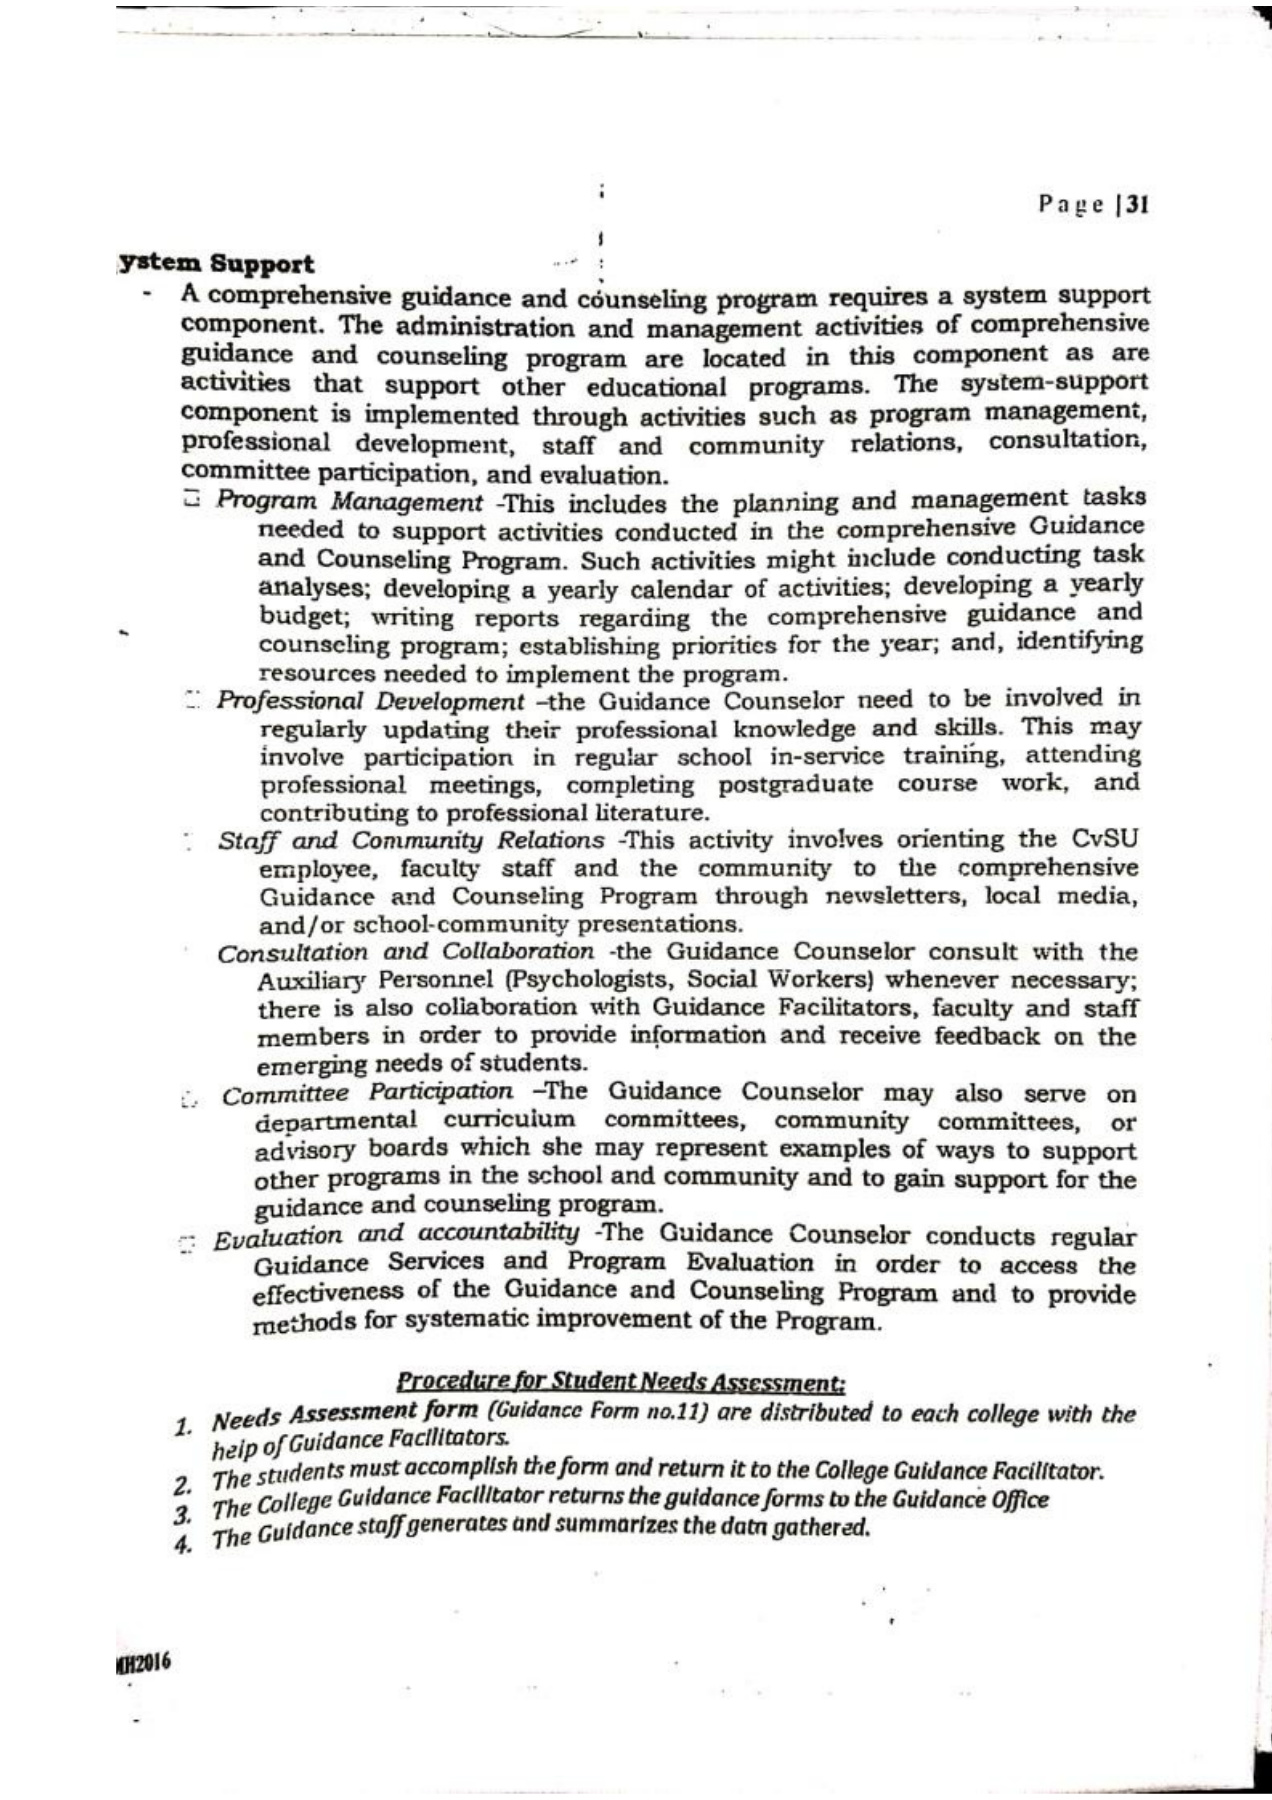 Page |31
ystem Support
- A comprehensive guidance and counseling program requires a system support
component. The administration and management activities of comprehensive
guidance and counseling program are located in this component as are
activities that support other educational programs. The system-support
component is implemented through activities such as program management,
professional development, staff and community relations, consultation,
committee participation, and evaluation.
Program Management -This includes the planning and management tasks
needed to support activities conducted in the comprehensive Guidance
and Counseling Program. Such activities might include conducting task
analyses; developing a yearly calendar of activities; developing a yearly
budget; writing reports regarding the comprehensive guidance and
counseling program; establishing priorities for the year; and, identifying
resources needed to implement the program.
Professional Development –the Guidance Counselor need to be involved in
regularly updating their professional knowledge and skills. This may
involve participation in regular school in-service training, attending
professional meetings, completing postgraduate course work, and
contributing to professional literature.
Staff and Community Relations -This activity involves orienting the CvSU
employee, faculty staff and the community to the comprehensive
Guidance and Counseling Program through newsletters, local media,
and/or school-community presentations.
Consultation and Collaboration -the Guidance Counselor consult with the
Auxiliary Personnel (Psychologists, Social Workers) whenever necessary;
there is also collaboration with Guidance Facilitators, faculty and staff
members in order to provide information and receive feedback on the
emerging needs of students.
Committee Participation –The Guidance Counselor may also serve on
departmental curriculum committees, community committees, or
advisory boards which she may represent examples of ways to support
other programs in the school and community and to gain support for the
guidance and counseling program.
Evaluation and accountability -The Guidance Counselor conducts regular
Guidance Services and Program Evaluation in order to access the
effectiveness of the Guidance and Counseling Program and to provide
methods for systematic improvement of the Program.
Procedure for Student Needs Assessment:
1. Needs Assessment form (Guidance Form no.11) are distributed to each college with the
help of Guidance Facilitators.
2. The students must accomplish the form and return it to the College Guidance Facilitator.
3. The College Guidance Facilitator returns the guidance forms to the Guidance Office
4. The Guidance staff generates and summarizes the data gathered.
MH2016